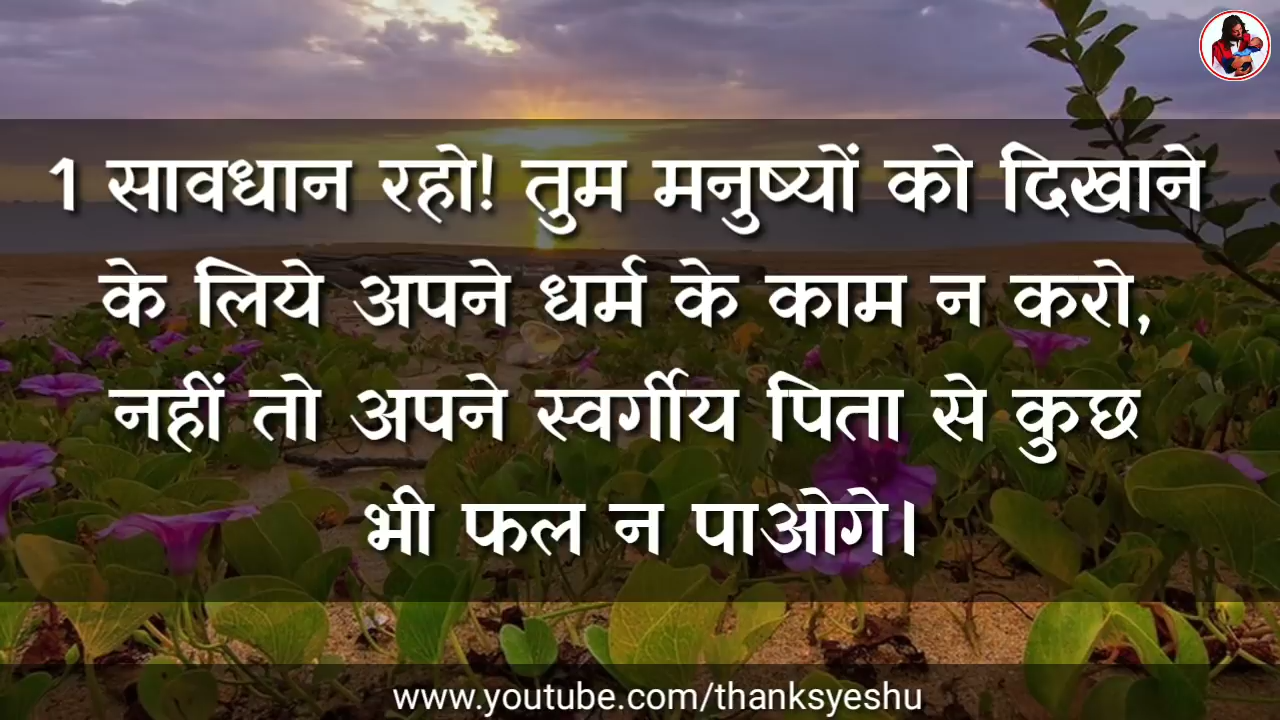 1 सावधान रहो! तुम मनुष्यों को दिखाने
के लिये अपने धर्म के काम न करो,
नहीं तो अपने स्वर्गीय पिता से कुछ
भी फल न पाओगे।
www.youtube.com/thanksyeshu